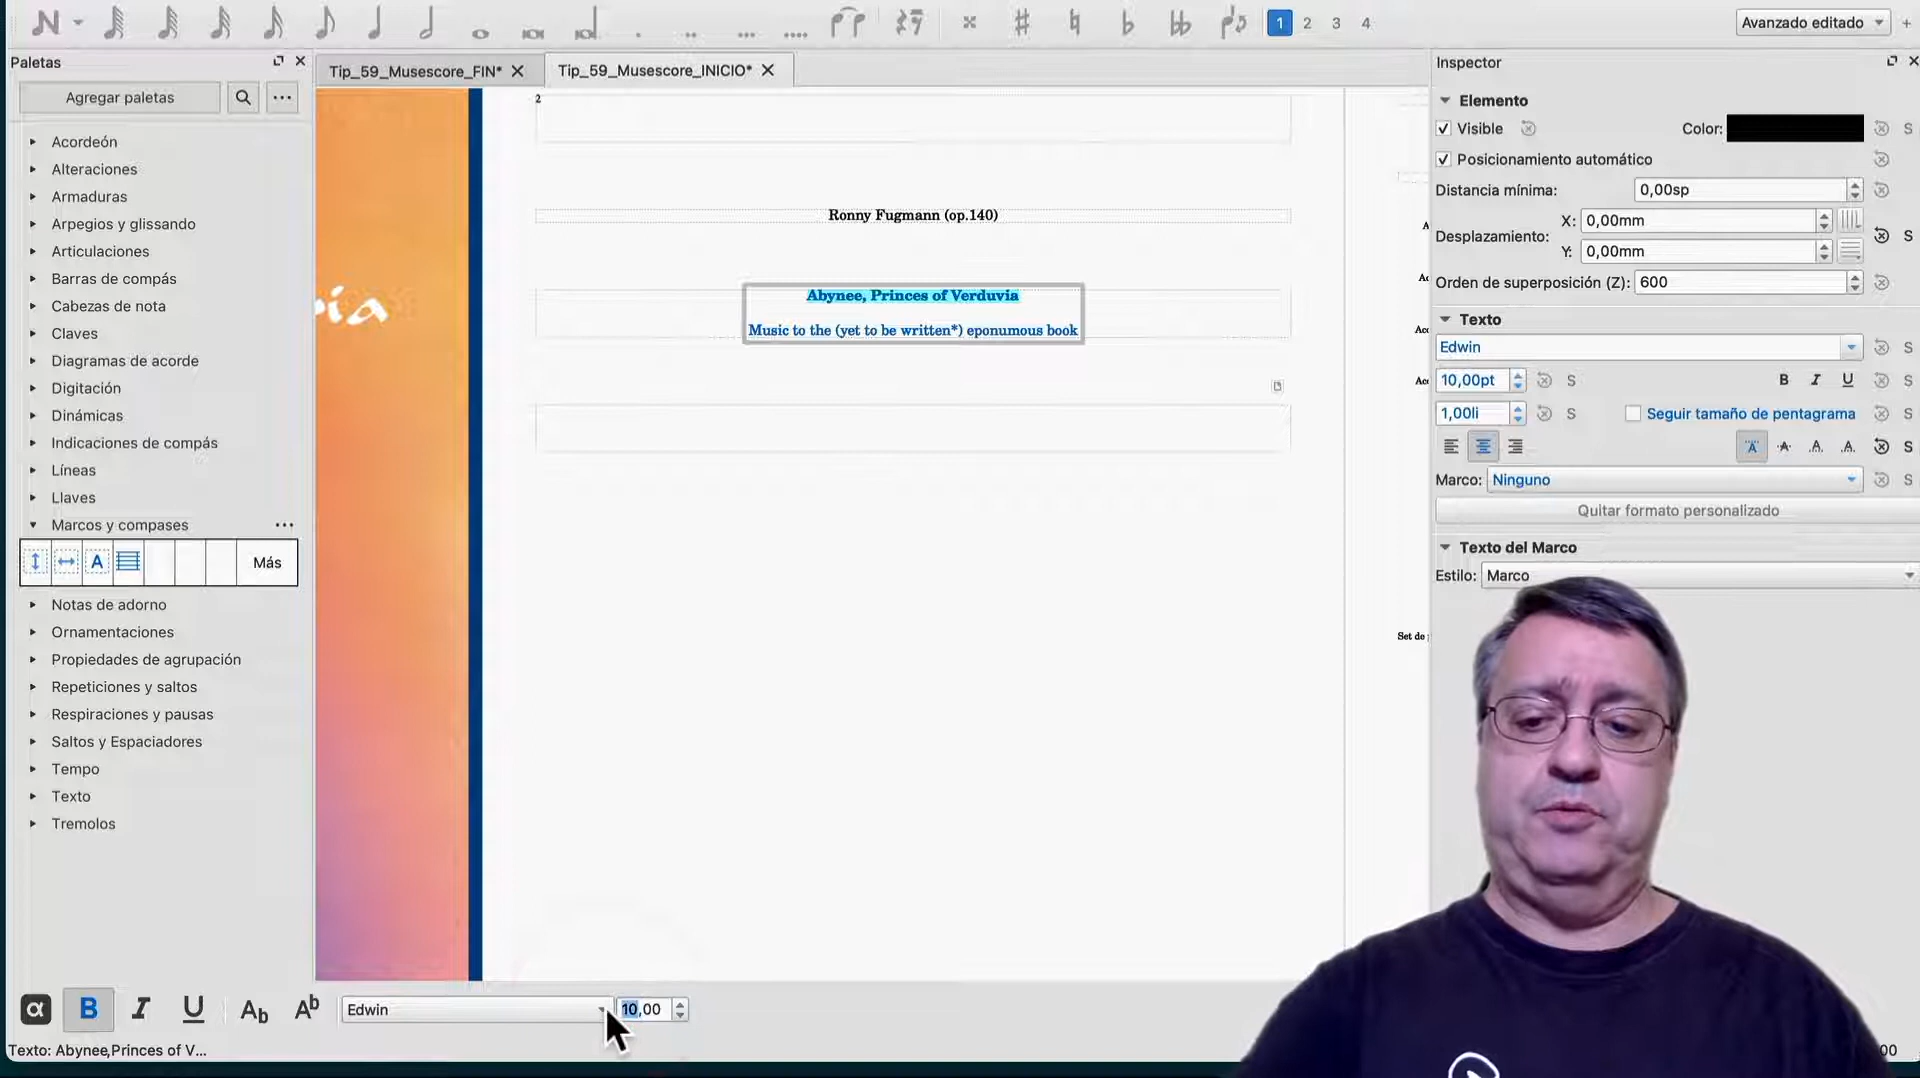 1 2 3 4
Avanzado editado
+
Paletas
Tip_59_Musescore_FIN*
Tip_59_Musescore_INICIO*
Inspector
Agregar paletas
...
Acordeón
Alteraciones
Armaduras
Arpegios y glissando
Articulaciones
Barras de compás
Cabezas de nota
Claves
Diagramas de acorde
Digitación
Dinámicas
Indicaciones de compás
Líneas
Llaves
Marcos y compases
...
A
Más
Notas de adorno
Ornamentaciones
Propiedades de agrupación
Repeticiones y saltos
Respiraciones y pausas
Saltos y Espaciadores
Tempo
Texto
Tremolos
2
Ronny Fugmann (op.140)
Abynee, Princes of Verduvia
Music to the (yet to be written*) eponumous book
via
Set de
Elemento
Visible
Color:
S
Posicionamiento automático
Distancia mínima:
0,00sp
X:
0,00mm
Desplazamiento:
S
Y:
0,00mm
Orden de superposición (Z):
600
Texto
Edwin
S
10,00pt
S
B I U
S
1,00li
S
Seguir tamaño de pentagrama
S
A A A A
S
Marco:
Ninguno
S
Quitar formato personalizado
Texto del Marco
Estilo:
Marco
α B I U Ab Ab
Edwin
10,00
Texto: Abynee,Princes of V...
00